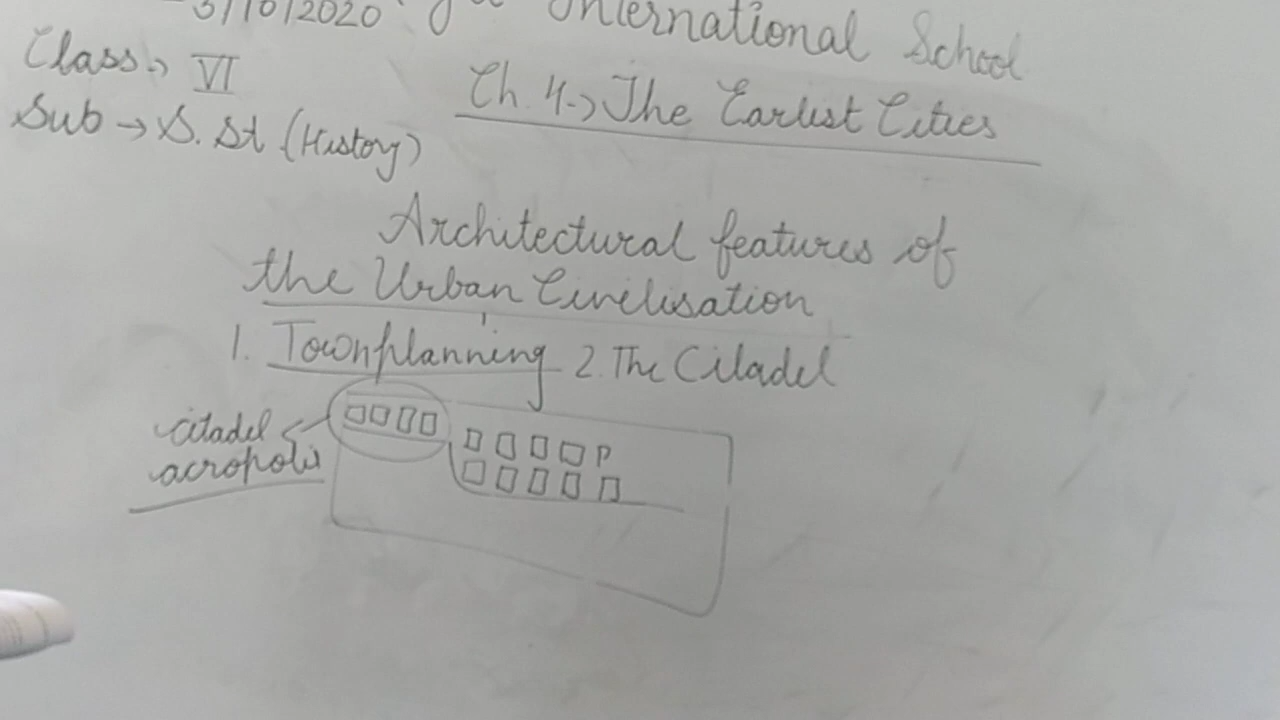 3/10/2020
International School
Class → VI
Ch. 4 → The Earlist Cities
Sub → S. St (History)
Architectural features of
the Urban Civilisation
1. Townplanning 2. The Citadel
citadel
acropolis